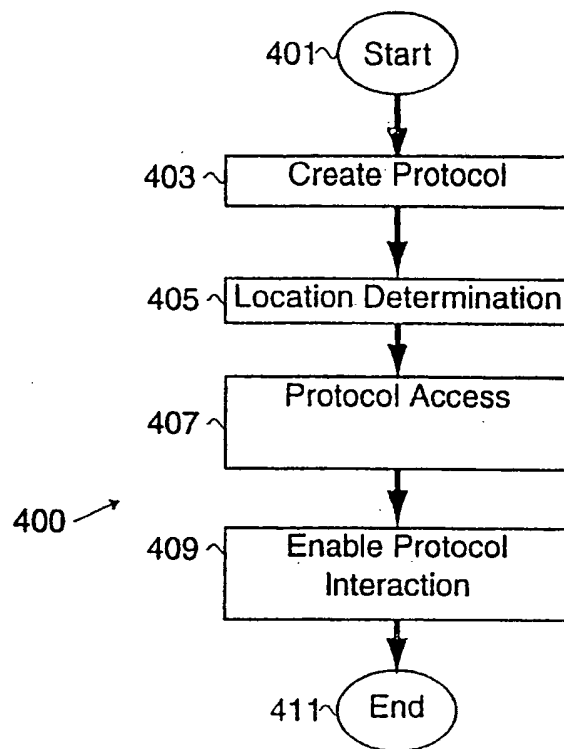 401 Start
403 Create Protocol
405 Location Determination
407 Protocol Access
400
409 Enable Protocol
Interaction
411 End